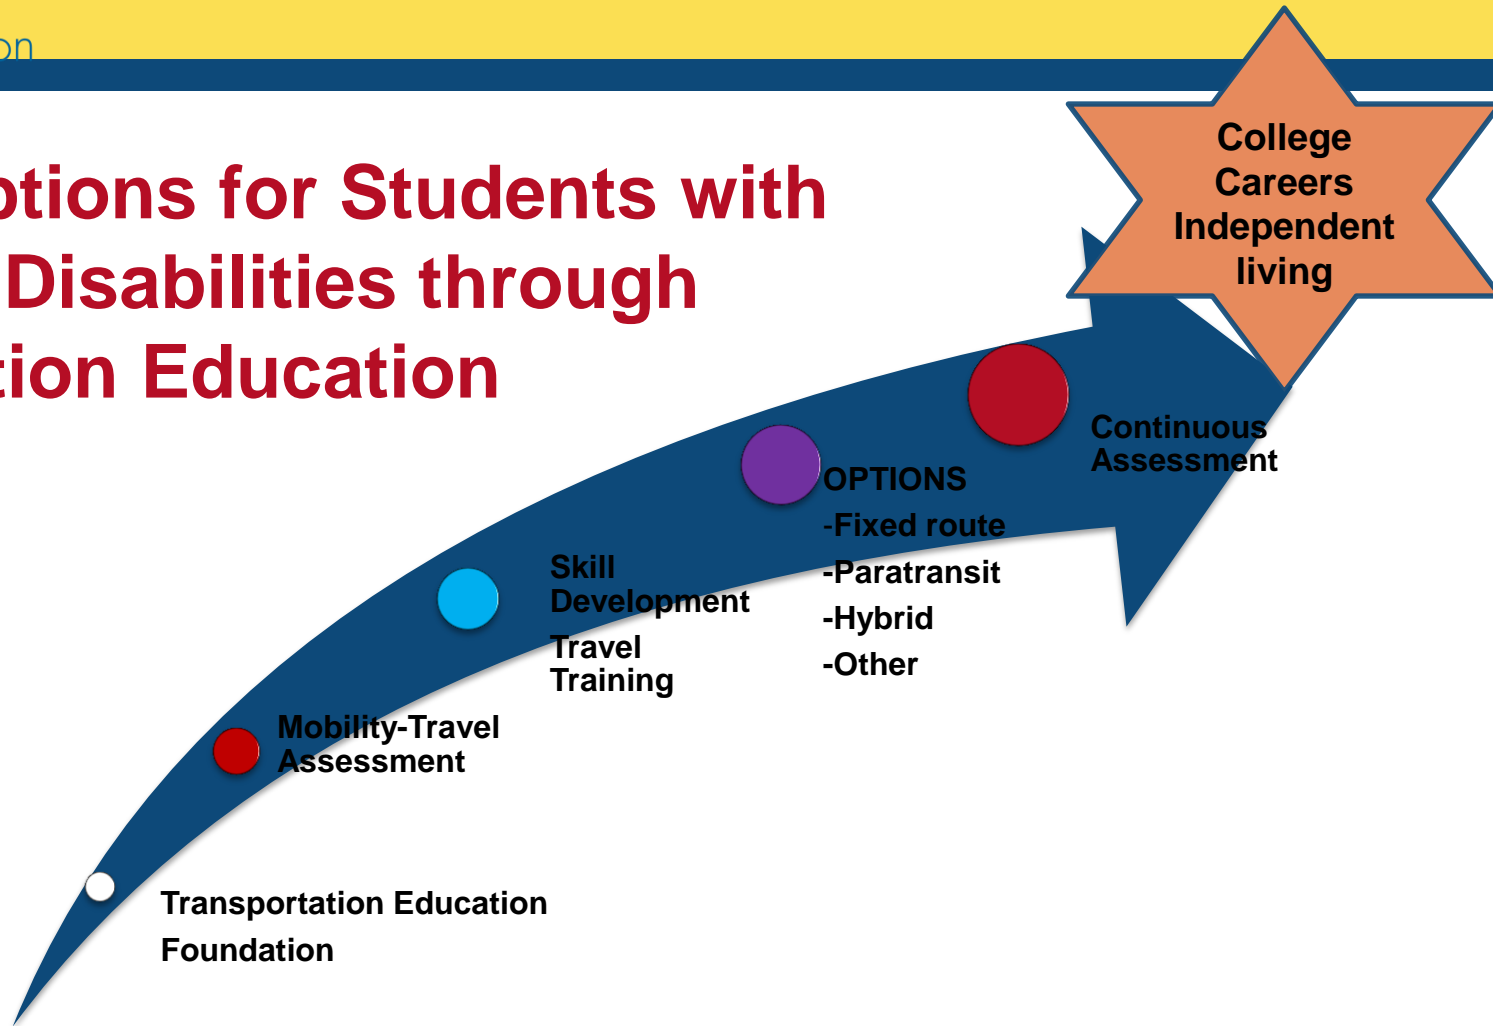 on
ptions for Students with
Disabilities through
tion Education
College
Careers
Independent
living
Continuous
Assessment
OPTIONS
-Fixed route
-Paratransit
-Hybrid
-Other
Skill
Development
Travel
Training
Mobility-Travel
Assessment
Transportation Education
Foundation